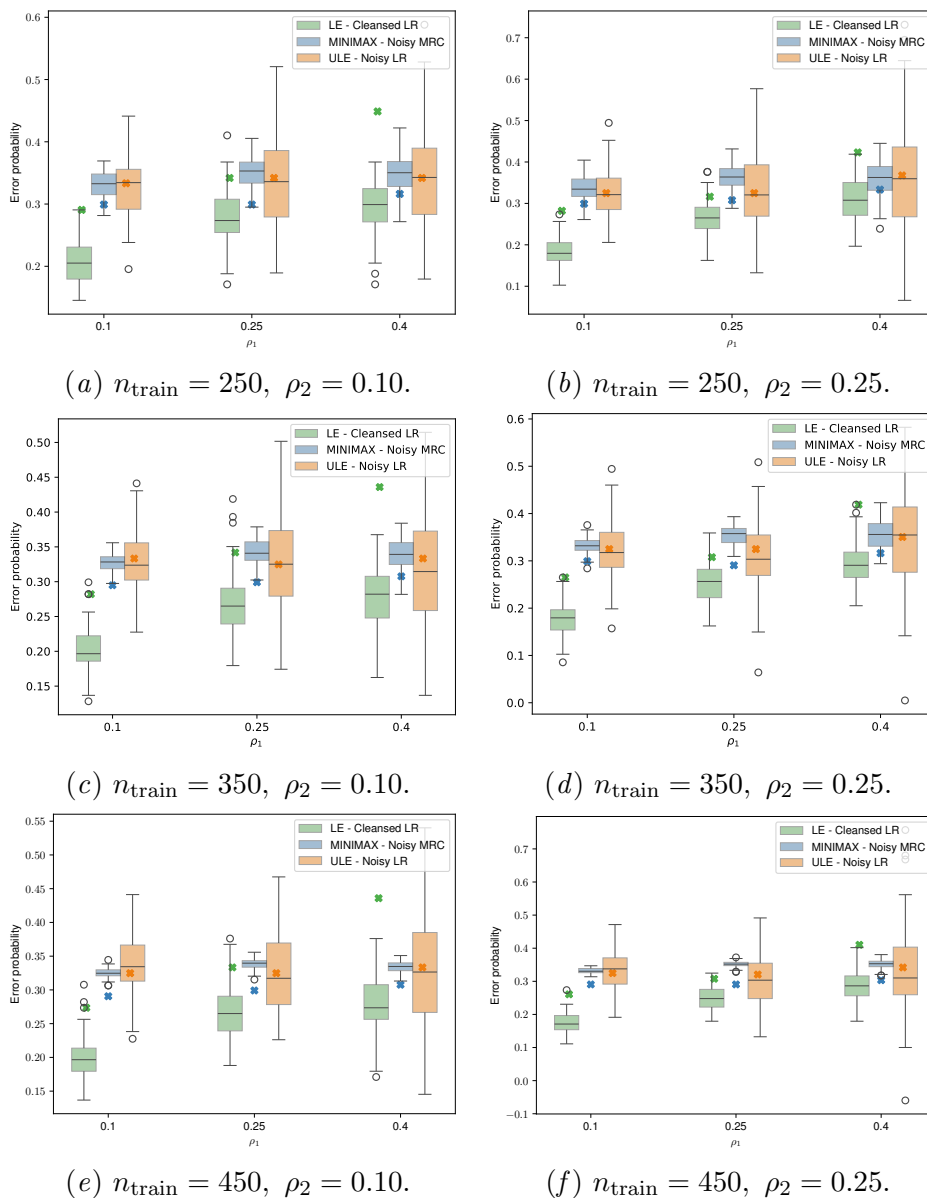 0.6
0.5
0.4
0.3
0.2
Error probability
LE - Cleansed LR
MINIMAX - Noisy MRC
ULE - Noisy LR
0.1 0.25 0.4
ρ₁
(a) n_train = 250, ρ₂ = 0.10.
0.7
0.6
0.5
0.4
0.3
0.2
0.1
Error probability
LE - Cleansed LR
MINIMAX - Noisy MRC
ULE - Noisy LR
0.1 0.25 0.4
ρ₁
(b) n_train = 250, ρ₂ = 0.25.
0.50
0.45
0.40
0.35
0.30
0.25
0.20
0.15
Error probability
LE - Cleansed LR
MINIMAX - Noisy MRC
ULE - Noisy LR
0.1 0.25 0.4
ρ₁
(c) n_train = 350, ρ₂ = 0.10.
0.6
0.5
0.4
0.3
0.2
0.1
0.0
Error probability
LE - Cleansed LR
MINIMAX - Noisy MRC
ULE - Noisy LR
0.1 0.25 0.4
ρ₁
(d) n_train = 350, ρ₂ = 0.25.
0.55
0.50
0.45
0.40
0.35
0.30
0.25
0.20
0.15
Error probability
LE - Cleansed LR
MINIMAX - Noisy MRC
ULE - Noisy LR
0.1 0.25 0.4
ρ₁
(e) n_train = 450, ρ₂ = 0.10.
0.7
0.6
0.5
0.4
0.3
0.2
0.1
0.0
−0.1
Error probability
LE - Cleansed LR
MINIMAX - Noisy MRC
ULE - Noisy LR
0.1 0.25 0.4
ρ₁
(f) n_train = 450, ρ₂ = 0.25.